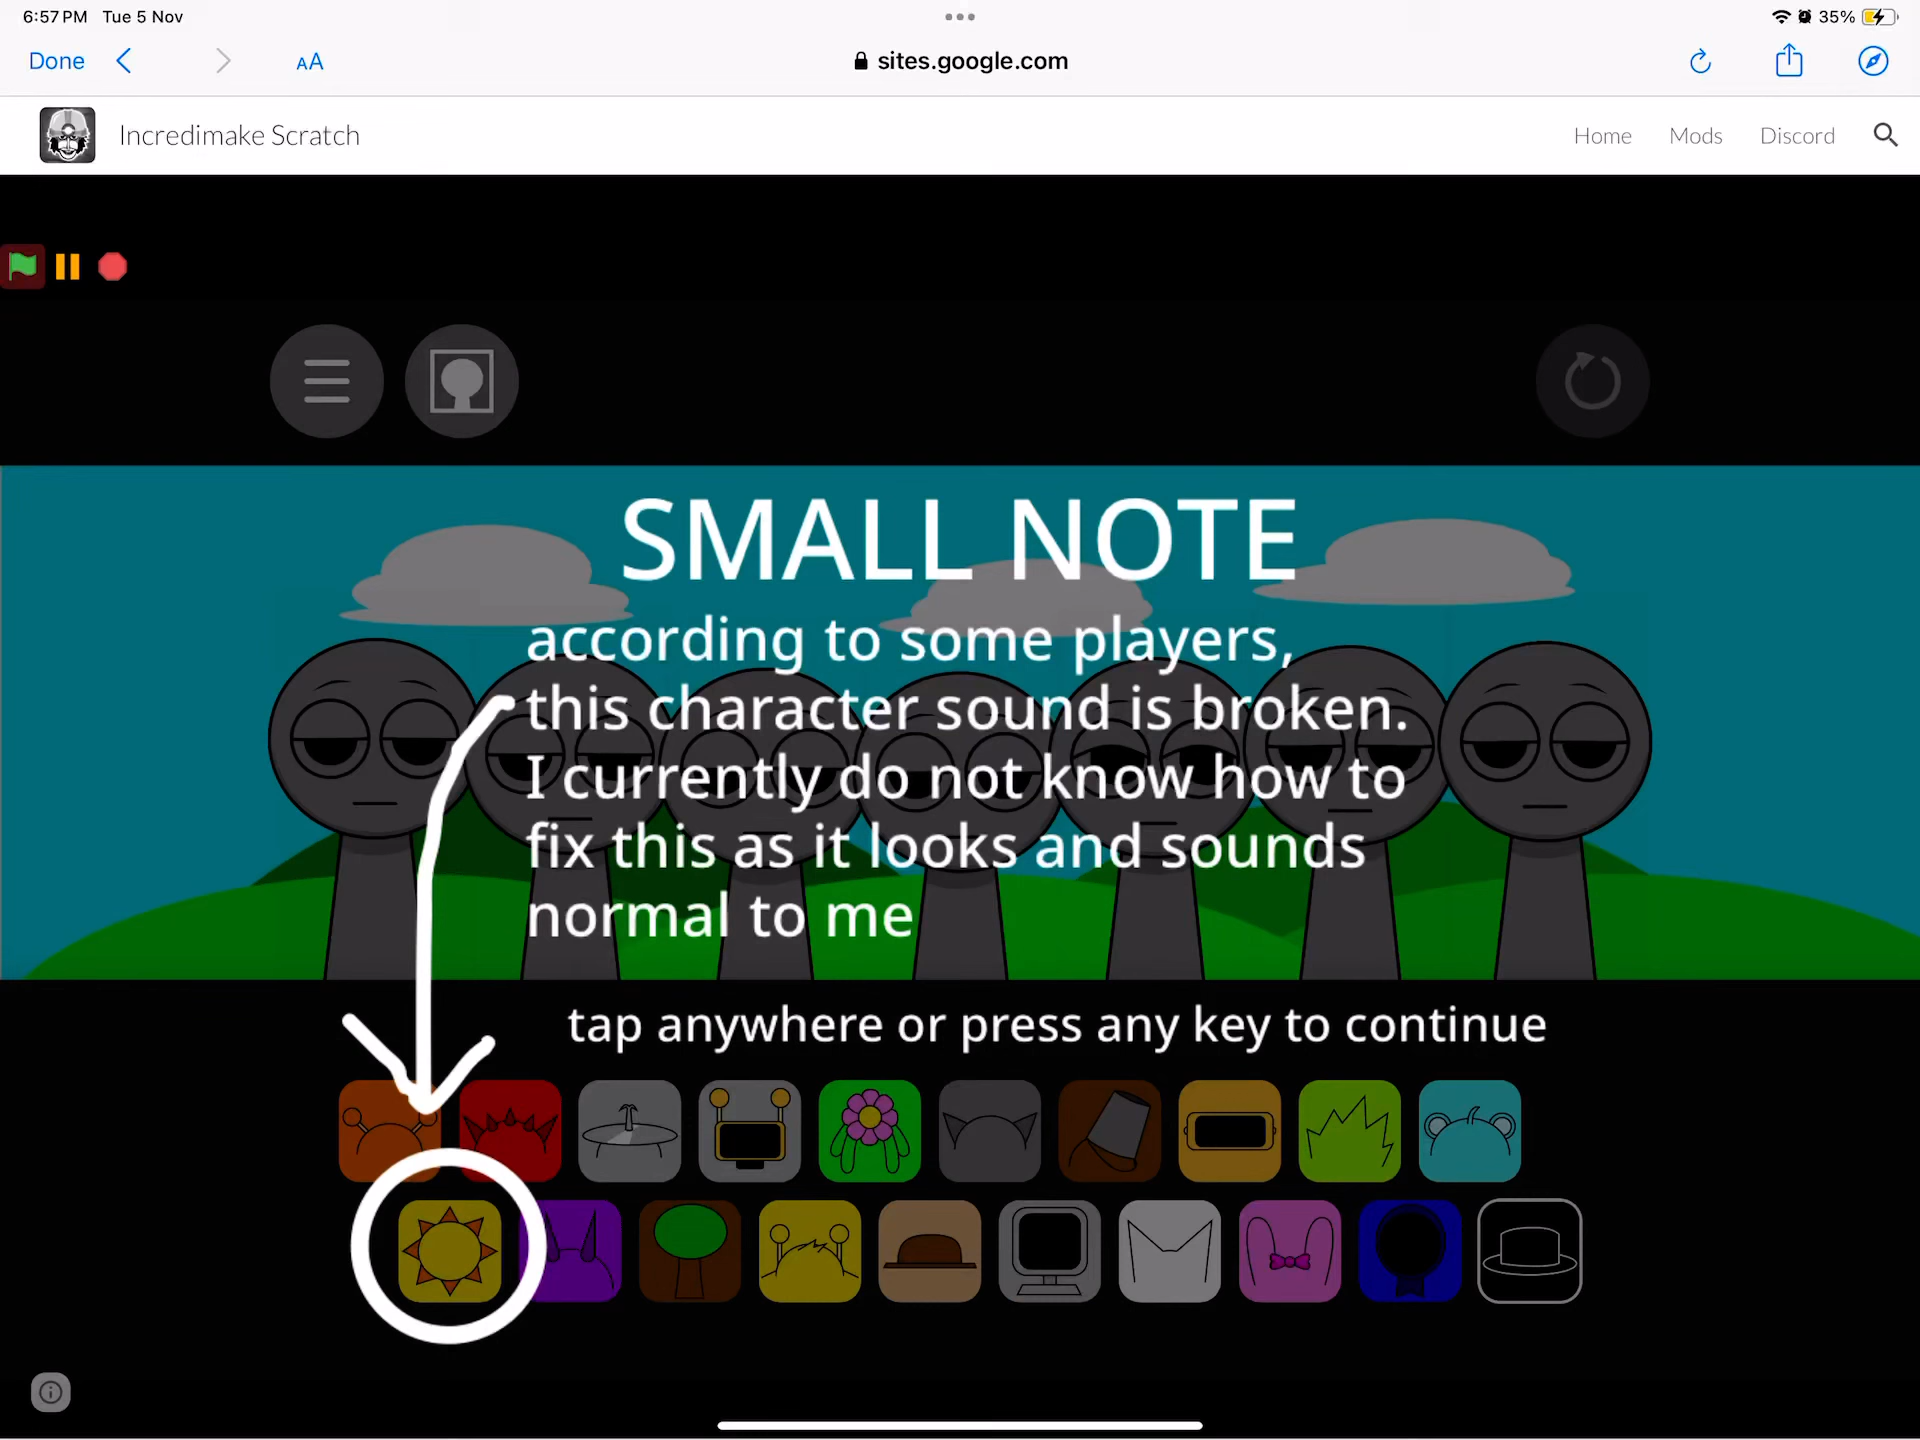 6:57 PM Tue 5 Nov
35%
Done
AA
sites.google.com
Incredimake Scratch
Home
Mods
Discord
SMALL NOTE
according to some players,
this character sound is broken.
I currently do not know how to
fix this as it looks and sounds
normal to me
tap anywhere or press any key to continue